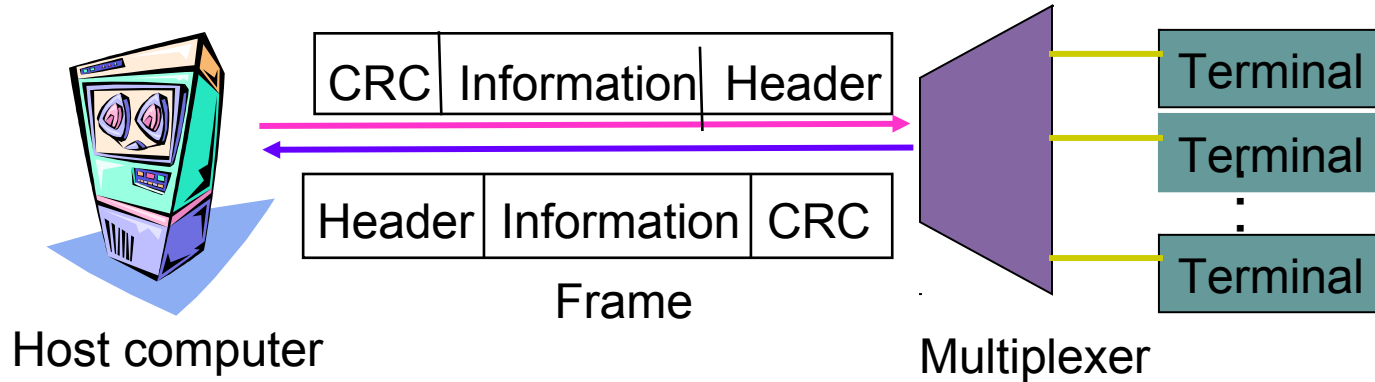 CRC Information Header
Terminal
Terminal
Header Information CRC
Terminal
Frame
Host computer
Multiplexer